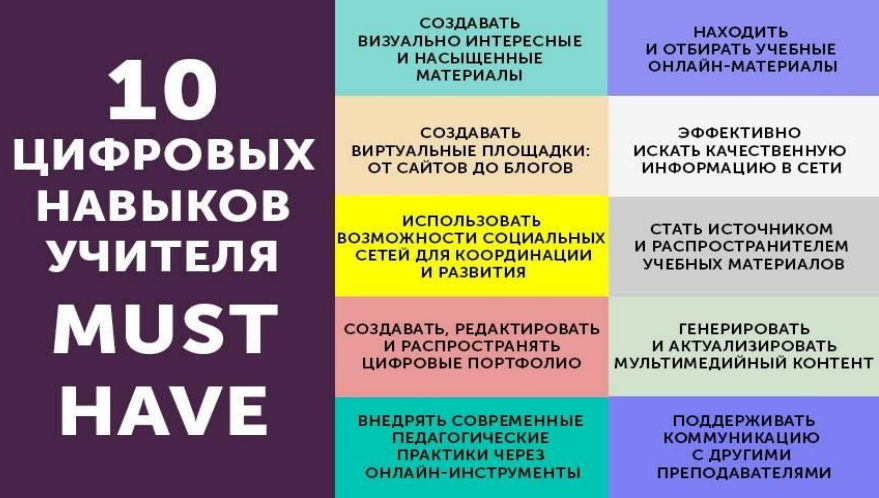 10
ЦИФРОВЫХ
НАВЫКОВ
УЧИТЕЛЯ
MUST
HAVE
СОЗДАВАТЬ
ВИЗУАЛЬНО ИНТЕРЕСНЫЕ
И НАСЫЩЕННЫЕ
МАТЕРИАЛЫ
НАХОДИТЬ
И ОТБИРАТЬ УЧЕБНЫЕ
ОНЛАЙН-МАТЕРИАЛЫ
СОЗДАВАТЬ
ВИРТУАЛЬНЫЕ ПЛОЩАДКИ:
ОТ САЙТОВ ДО БЛОГОВ
ЭФФЕКТИВНО
ИСКАТЬ КАЧЕСТВЕННУЮ
ИНФОРМАЦИЮ В СЕТИ
ИСПОЛЬЗОВАТЬ
ВОЗМОЖНОСТИ СОЦИАЛЬНЫХ
СЕТЕЙ ДЛЯ КООРДИНАЦИИ
И РАЗВИТИЯ
СТАТЬ ИСТОЧНИКОМ
И РАСПРОСТРАНИТЕЛЕМ
УЧЕБНЫХ МАТЕРИАЛОВ
СОЗДАВАТЬ, РЕДАКТИРОВАТЬ
И РАСПРОСТРАНЯТЬ
ЦИФРОВЫЕ ПОРТФОЛИО
ГЕНЕРИРОВАТЬ
И АКТУАЛИЗИРОВАТЬ
МУЛЬТИМЕДИЙНЫЙ КОНТЕНТ
ВНЕДРЯТЬ СОВРЕМЕННЫЕ
ПЕДАГОГИЧЕСКИЕ
ПРАКТИКИ ЧЕРЕЗ
ОНЛАЙН-ИНСТРУМЕНТЫ
ПОДДЕРЖИВАТЬ
КОММУНИКАЦИЮ
С ДРУГИМИ
ПРЕПОДАВАТЕЛЯМИ